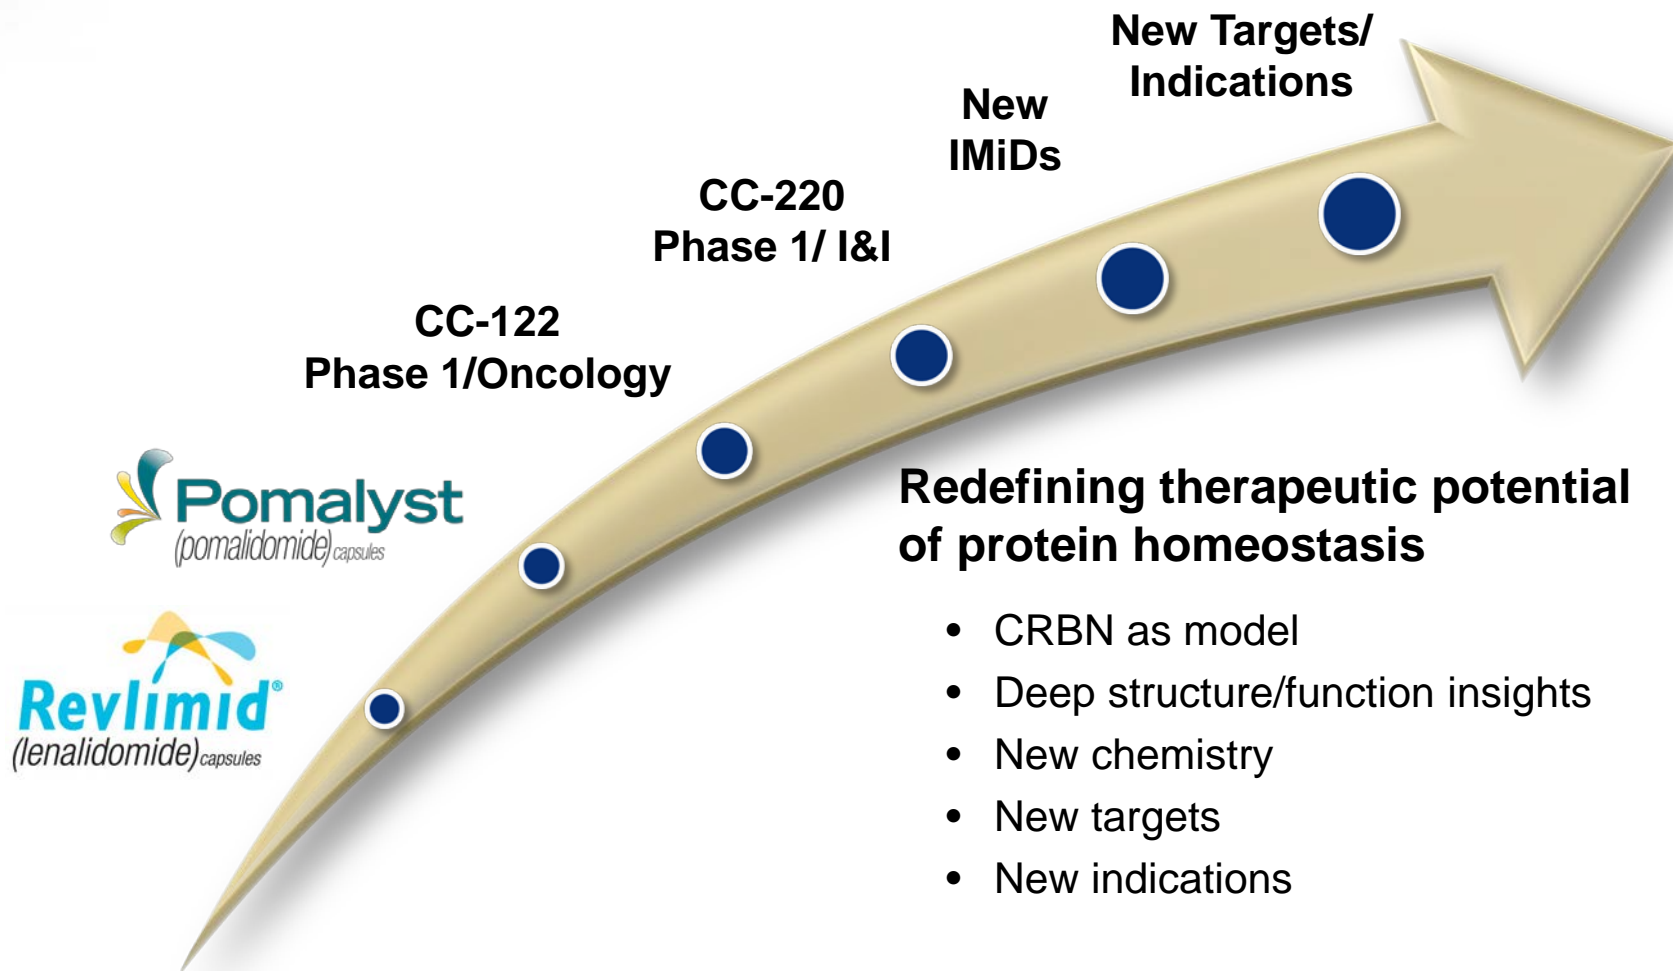 New Targets/
Indications
New
IMiDs
CC-220
Phase 1/ I&I
CC-122
Phase 1/Oncology
Pomalyst
(pomalidomide) capsules
Revlimid®
(lenalidomide) capsules
Redefining therapeutic potential
of protein homeostasis
• CRBN as model
• Deep structure/function insights
• New chemistry
• New targets
• New indications